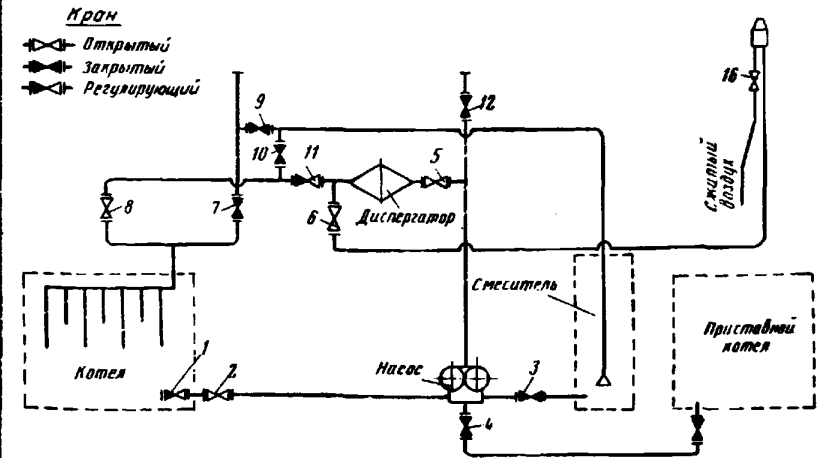 Кран
Открытый
Закрытый
Регулирующий
9
12
16
10
11
5
Сжатый
воздух
8
7
6
Диспергатор
Смеситель
Приставной
котел
Котел
1
2
Насос
3
4